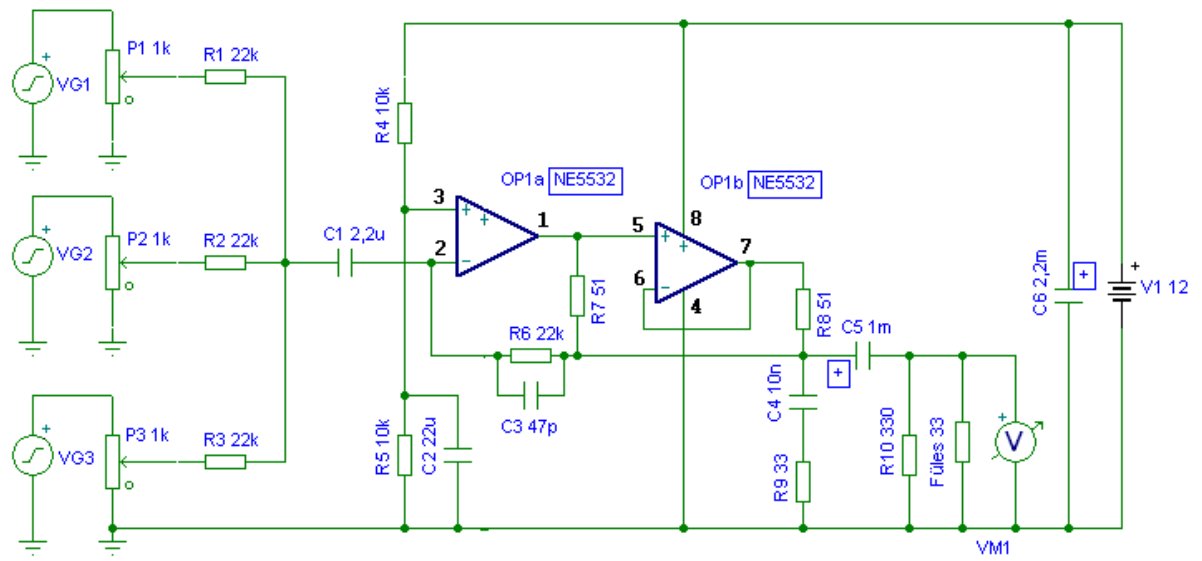 VG1
P1 1k
R1 22k
VG2
P2 1k
R2 22k
VG3
P3 1k
R3 22k
C1 2,2u
R4 10k
R5 10k
C2 22u
OP1a NE5532
3
2
1
+
+
−
R7 51
R6 22k
C3 47p
OP1b NE5532
5
6
8
7
4
+
+
−
R8 51
C5 1m
+
C4 10n
R9 33
R10 330
Füles 33
+
V
VM1
C6 2,2m
+
+
V1 12
+
+
+